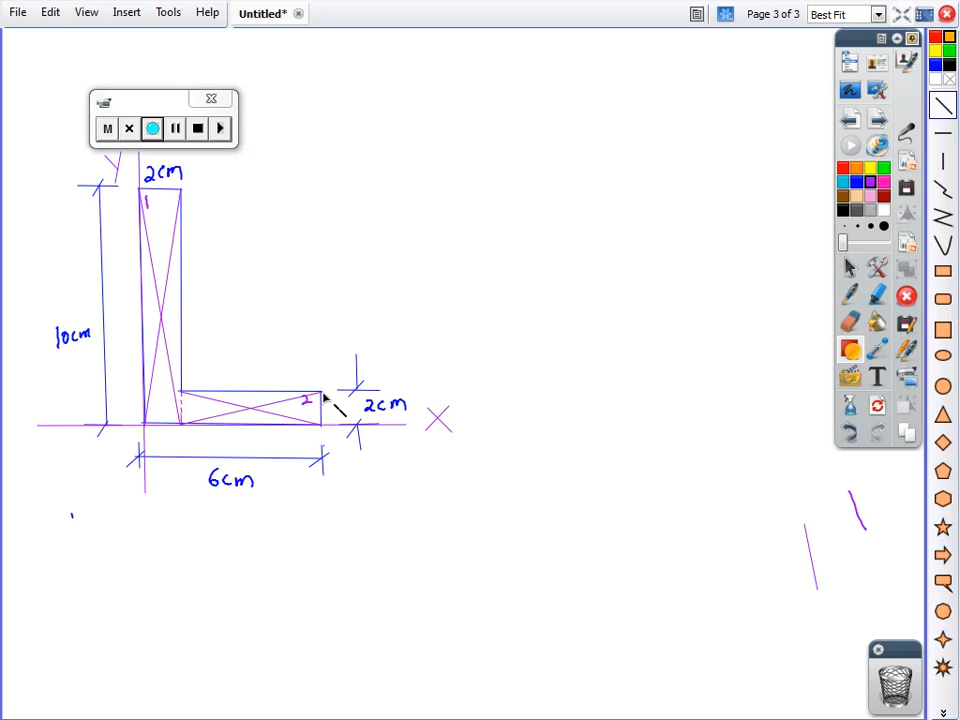 File Edit View Insert Tools Help Untitled* Page 3 of 3 Best Fit
M
Y
2cm
1
10cm
2
2cm
X
6cm
T